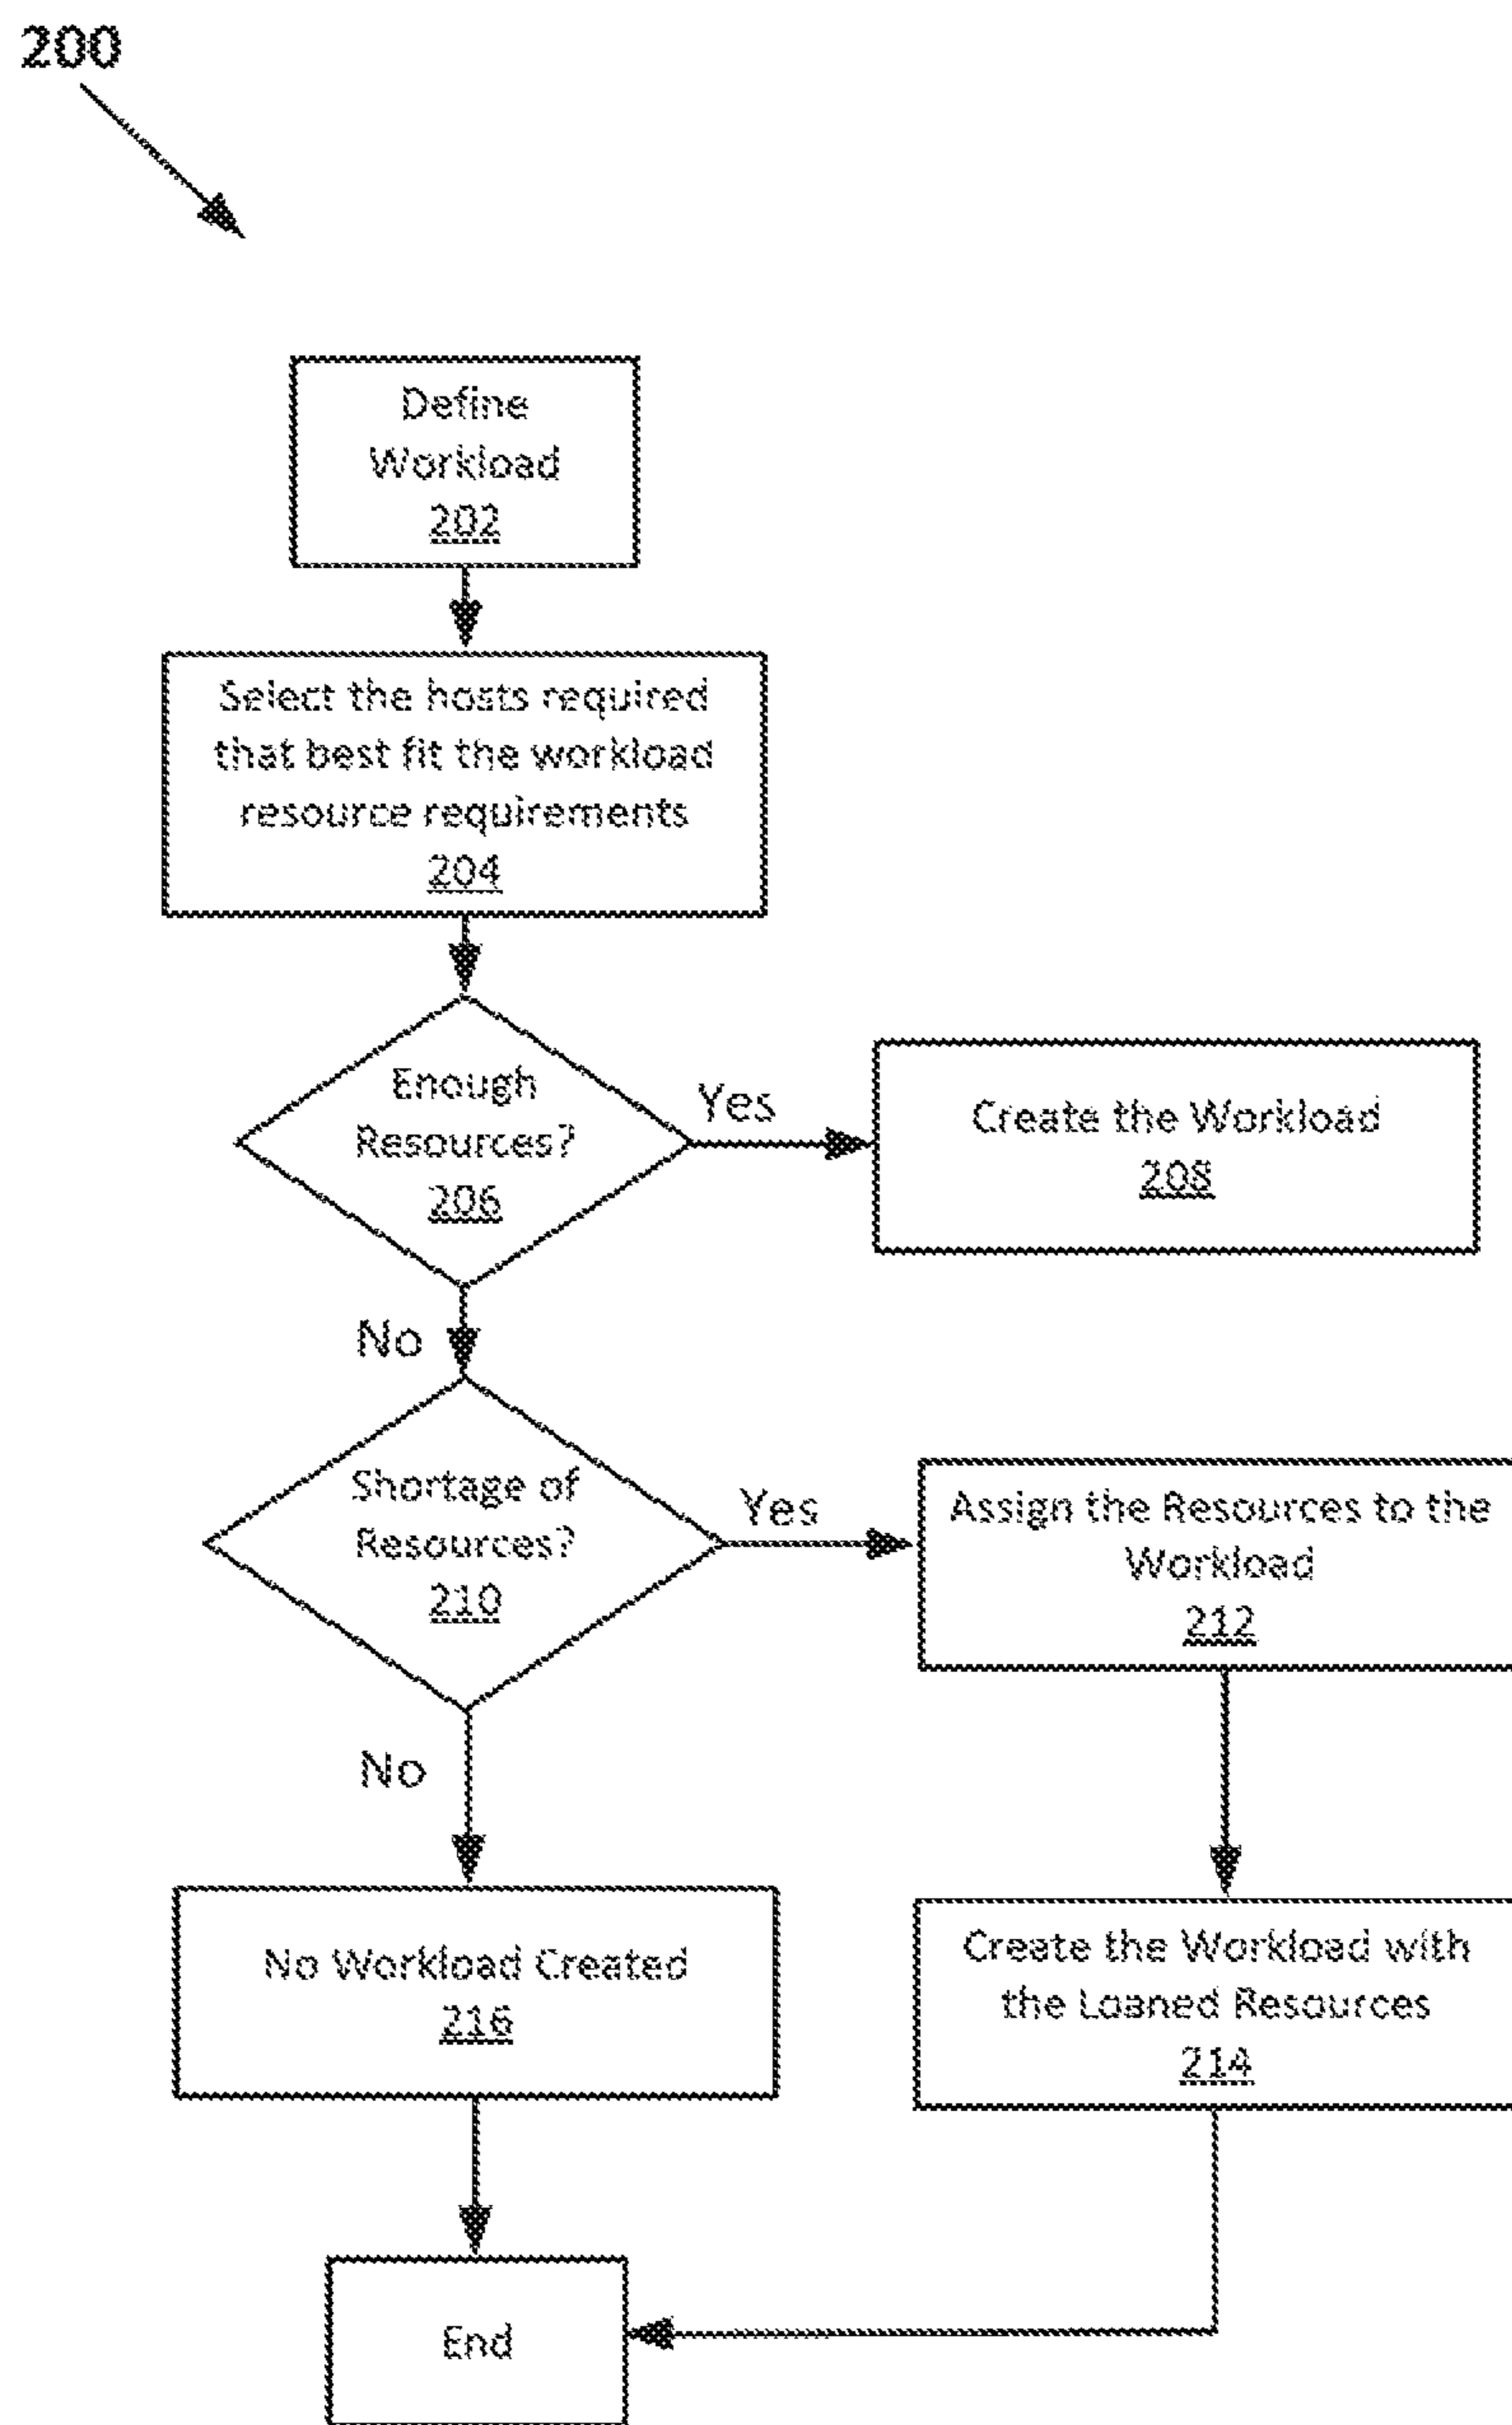 200
Define
Workload
202
Select the hosts required
that best fit the workload
resource requirements
204
Enough
Resources?
206
Yes
Create the Workload
208
No
Shortage of
Resources?
210
Yes
Assign the Resources to the
Workload
212
No
No Workload Created
216
Create the Workload with
the Loaned Resources
214
End